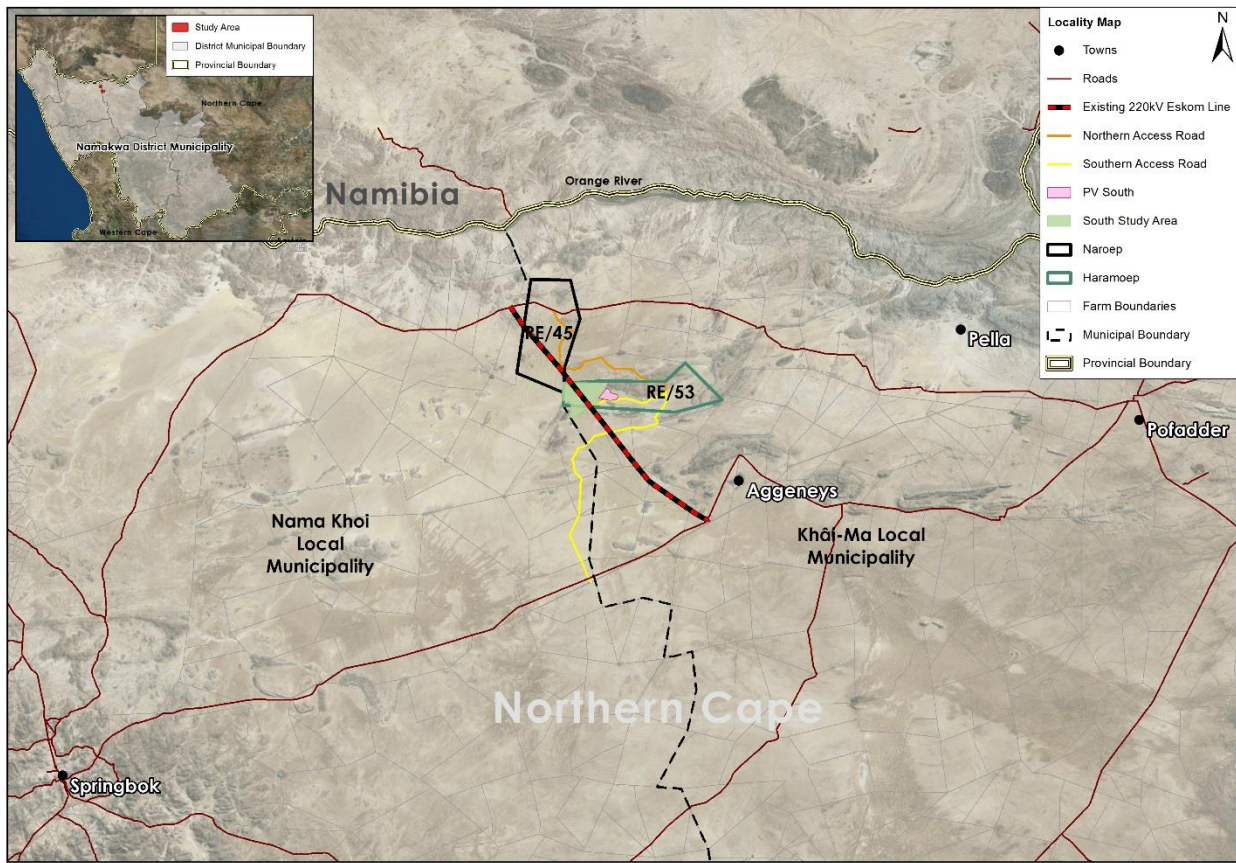 Study Area
District Municipal Boundary
Provincial Boundary
Northern Cape
Namakwa District Municipality
Western Cape
Locality Map
N
Towns
Roads
Existing 220kV Eskom Line
Northern Access Road
Southern Access Road
PV South
South Study Area
Naroep
Haramoep
Farm Boundaries
Municipal Boundary
Provincial Boundary
Namibia
Orange River
RE/45
Pella
RE/53
Pofadder
Aggeneys
Nama Khoi
Local
Municipality
Khâi-Ma Local
Municipality
Northern Cape
Springbok